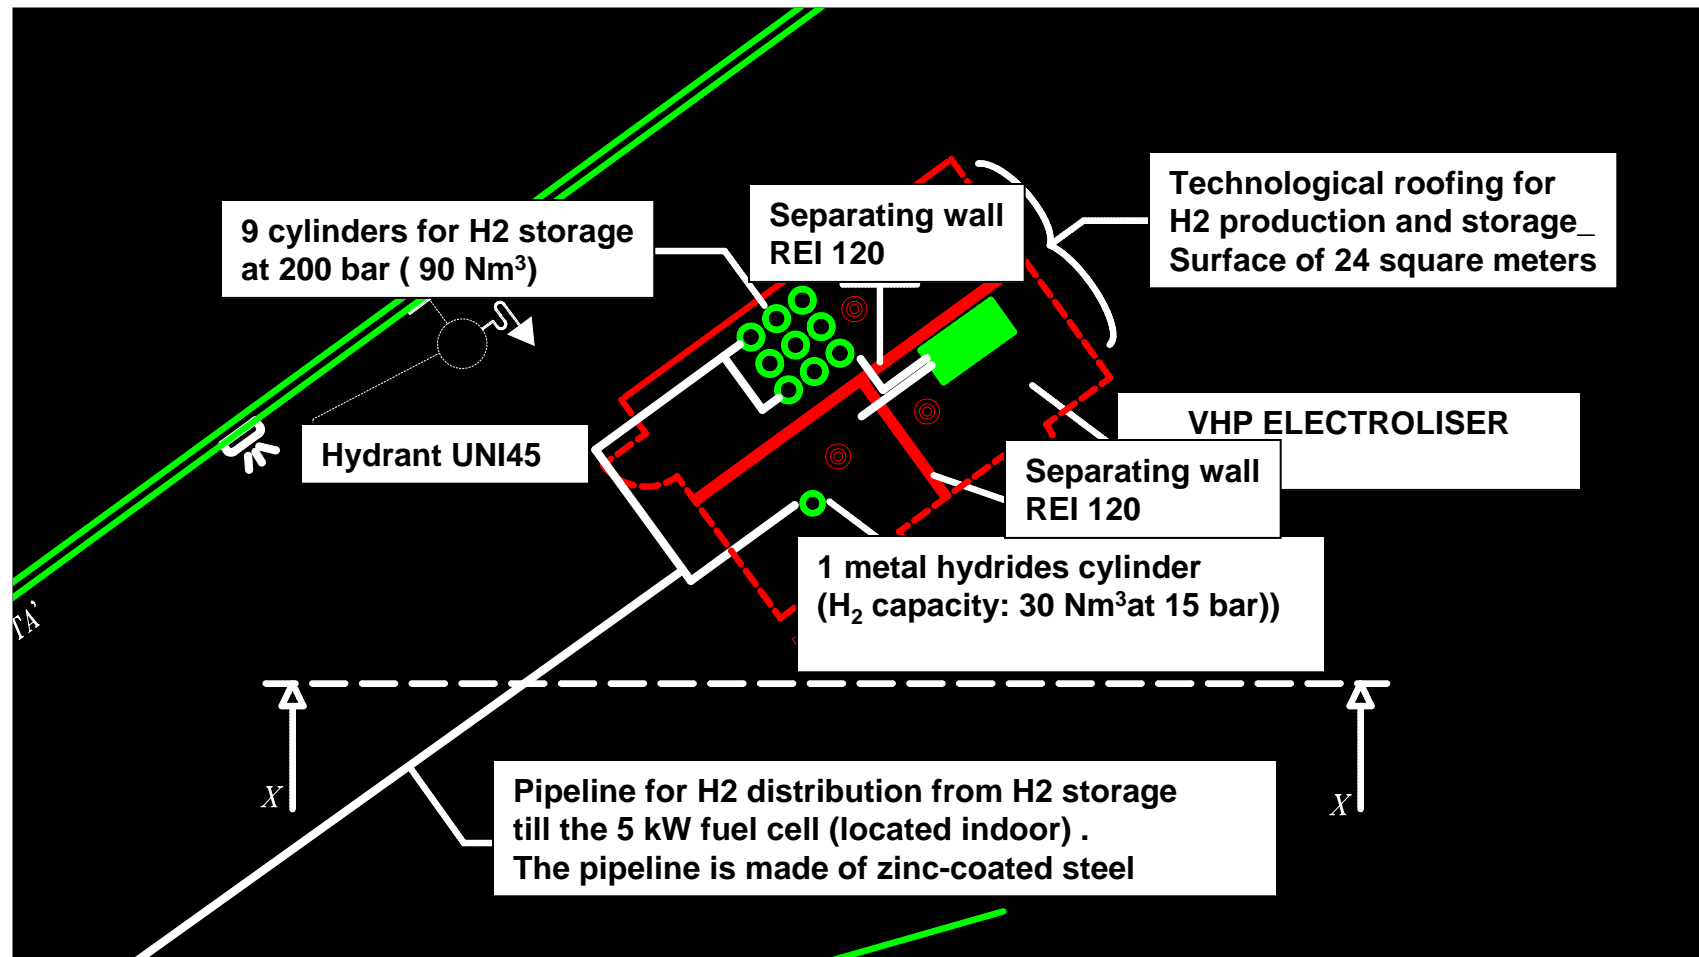 Technological roofing for
H2 production and storage_
Surface of 24 square meters
Separating wall
REI 120
9 cylinders for H2 storage
at 200 bar ( 90 Nm³)
VHP ELECTROLISER
Hydrant UNI45
Separating wall
REI 120
1 metal hydrides cylinder
(H₂ capacity: 30 Nm³at 15 bar))
TA'
X
X
Pipeline for H2 distribution from H2 storage
till the 5 kW fuel cell (located indoor) .
The pipeline is made of zinc-coated steel